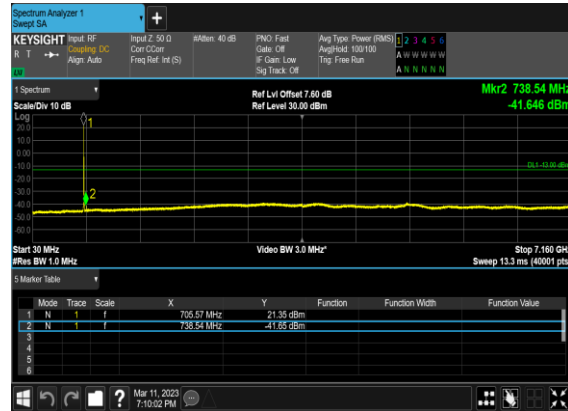 Spectrum Analyzer 1
Swept SA
+
KEYSIGHT Input: RF Input Z: 50 Ω #Atten: 40 dB PNO: Fast Avg Type: Power (RMS) 1 2 3 4 5 6
R T Coupling: DC Corr CCorr Gate: Off Avg|Hold: 100/100 A W W W W W
Align: Auto Freq Ref: Int (S) IF Gain: Low Trig: Free Run
LW Sig Track: Off A N N N N N
1 Spectrum Ref Lvl Offset 7.60 dB Mkr2 738.54 MHz
Scale/Div 10 dB Ref Level 30.00 dBm -41.646 dBm
Log
1
20.0
10.0
0.00
-10.0
DL1 -13.00 dBm
-20.0
-30.0
2
-40.0
-50.0
-60.0
Start 30 MHz Video BW 3.0 MHz* Stop 7.160 GHz
#Res BW 1.0 MHz Sweep 13.3 ms (40001 pts)
5 Marker Table
Mode Trace Scale X Y Function Function Width Function Value
1 N 1 f 705.57 MHz 21.35 dBm
2 N 1 f 738.54 MHz -41.65 dBm
3
4
5
6
? Mar 11, 2023
7:10:02 PM